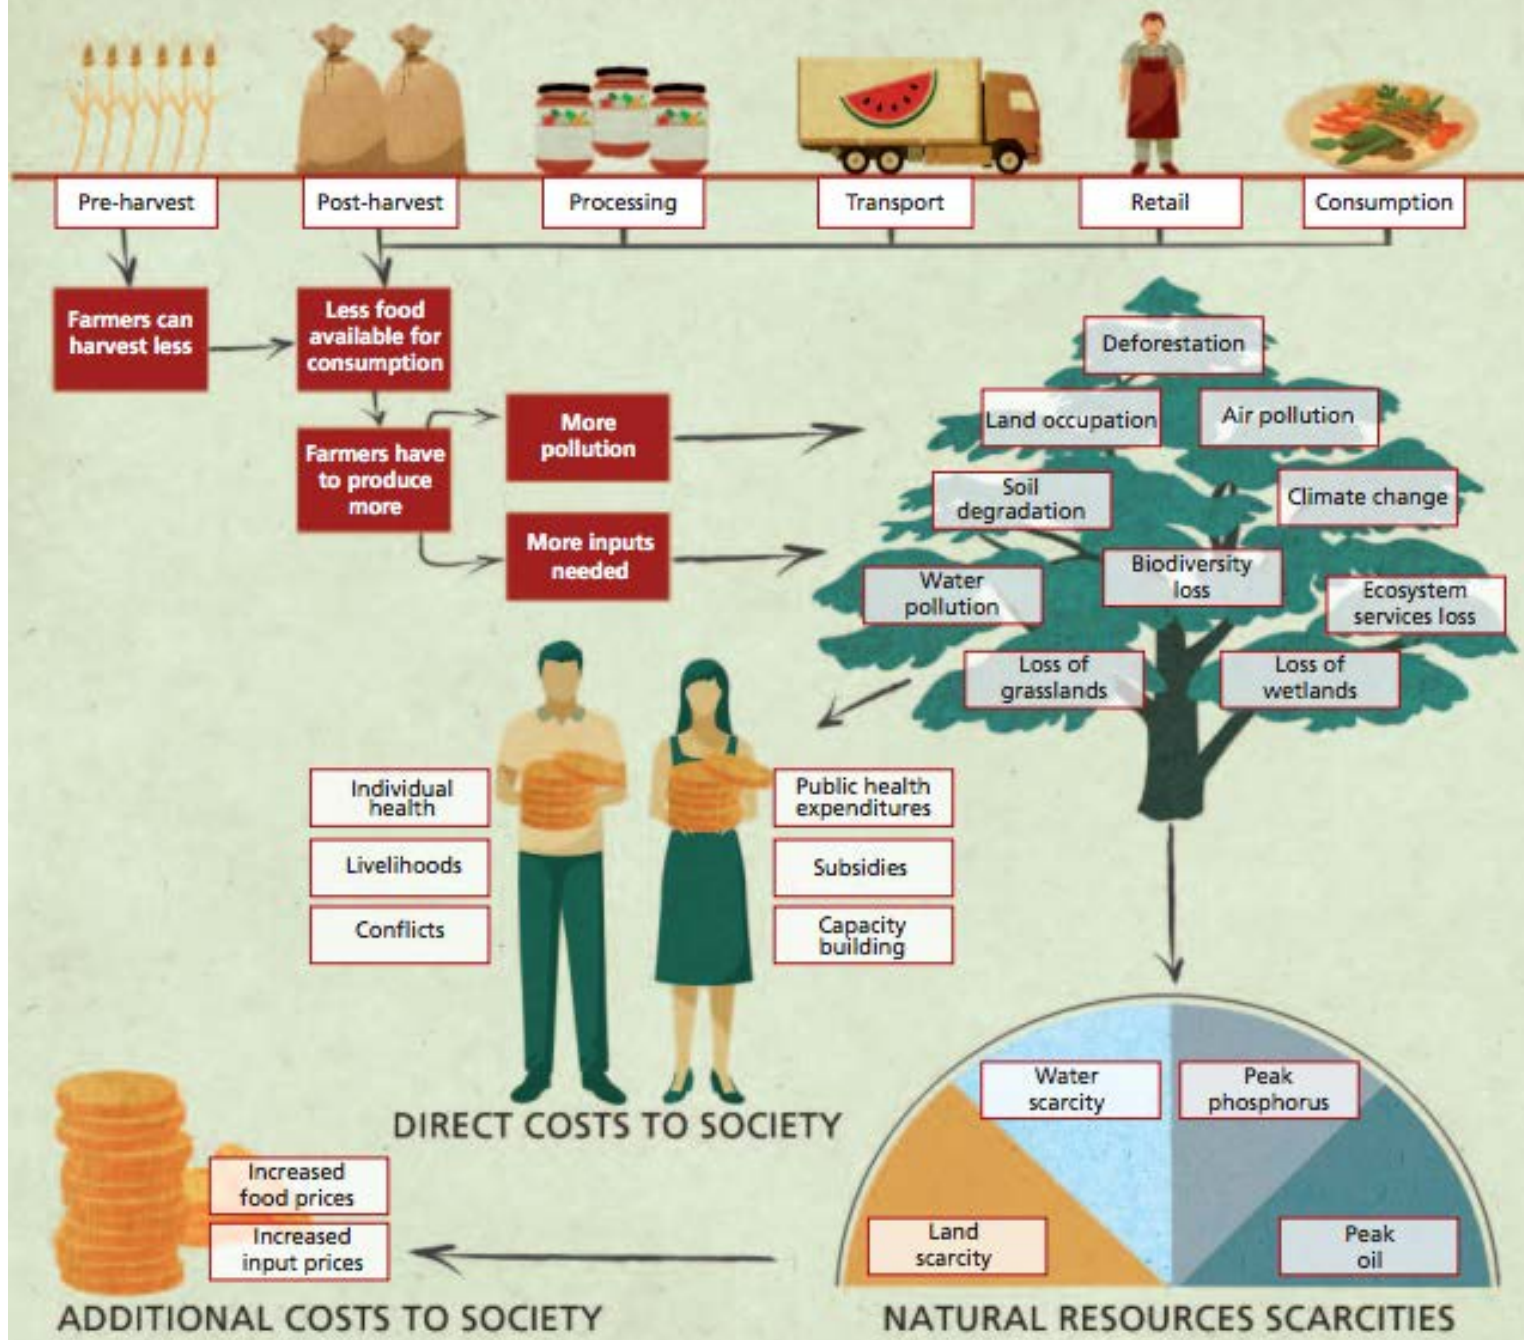 Pre-harvest
Post-harvest
Processing
Transport
Retail
Consumption
Farmers can
harvest less
Less food
available for
consumption
Farmers have
to produce
more
More
pollution
More inputs
needed
Deforestation
Land occupation
Air pollution
Soil
degradation
Climate change
Water
pollution
Biodiversity
loss
Ecosystem
services loss
Loss of
grasslands
Loss of
wetlands
Individual
health
Livelihoods
Conflicts
Public health
expenditures
Subsidies
Capacity
building
DIRECT COSTS TO SOCIETY
Water
scarcity
Peak
phosphorus
Land
scarcity
Peak
oil
NATURAL RESOURCES SCARCITIES
Increased
food prices
Increased
input prices
ADDITIONAL COSTS TO SOCIETY